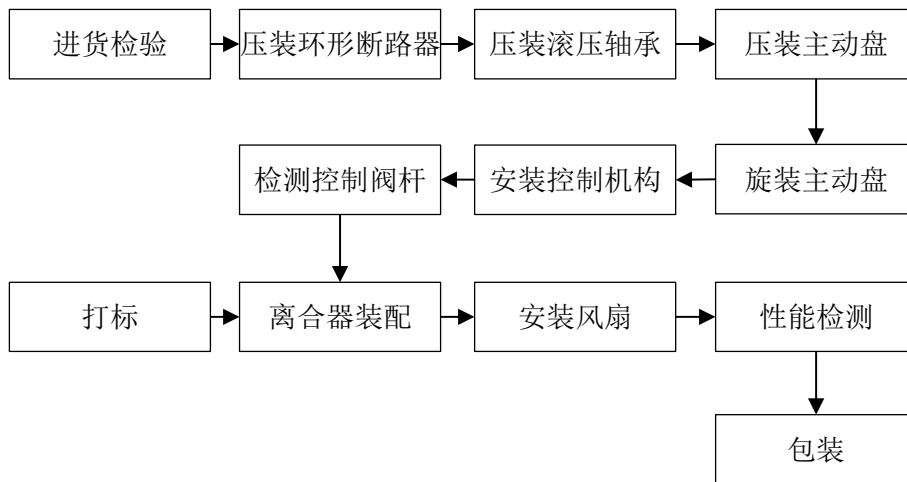 进货检验
压装环形断路器
压装滚压轴承
压装主动盘
检测控制阀杆
安装控制机构
旋装主动盘
打标
离合器装配
安装风扇
性能检测
包装